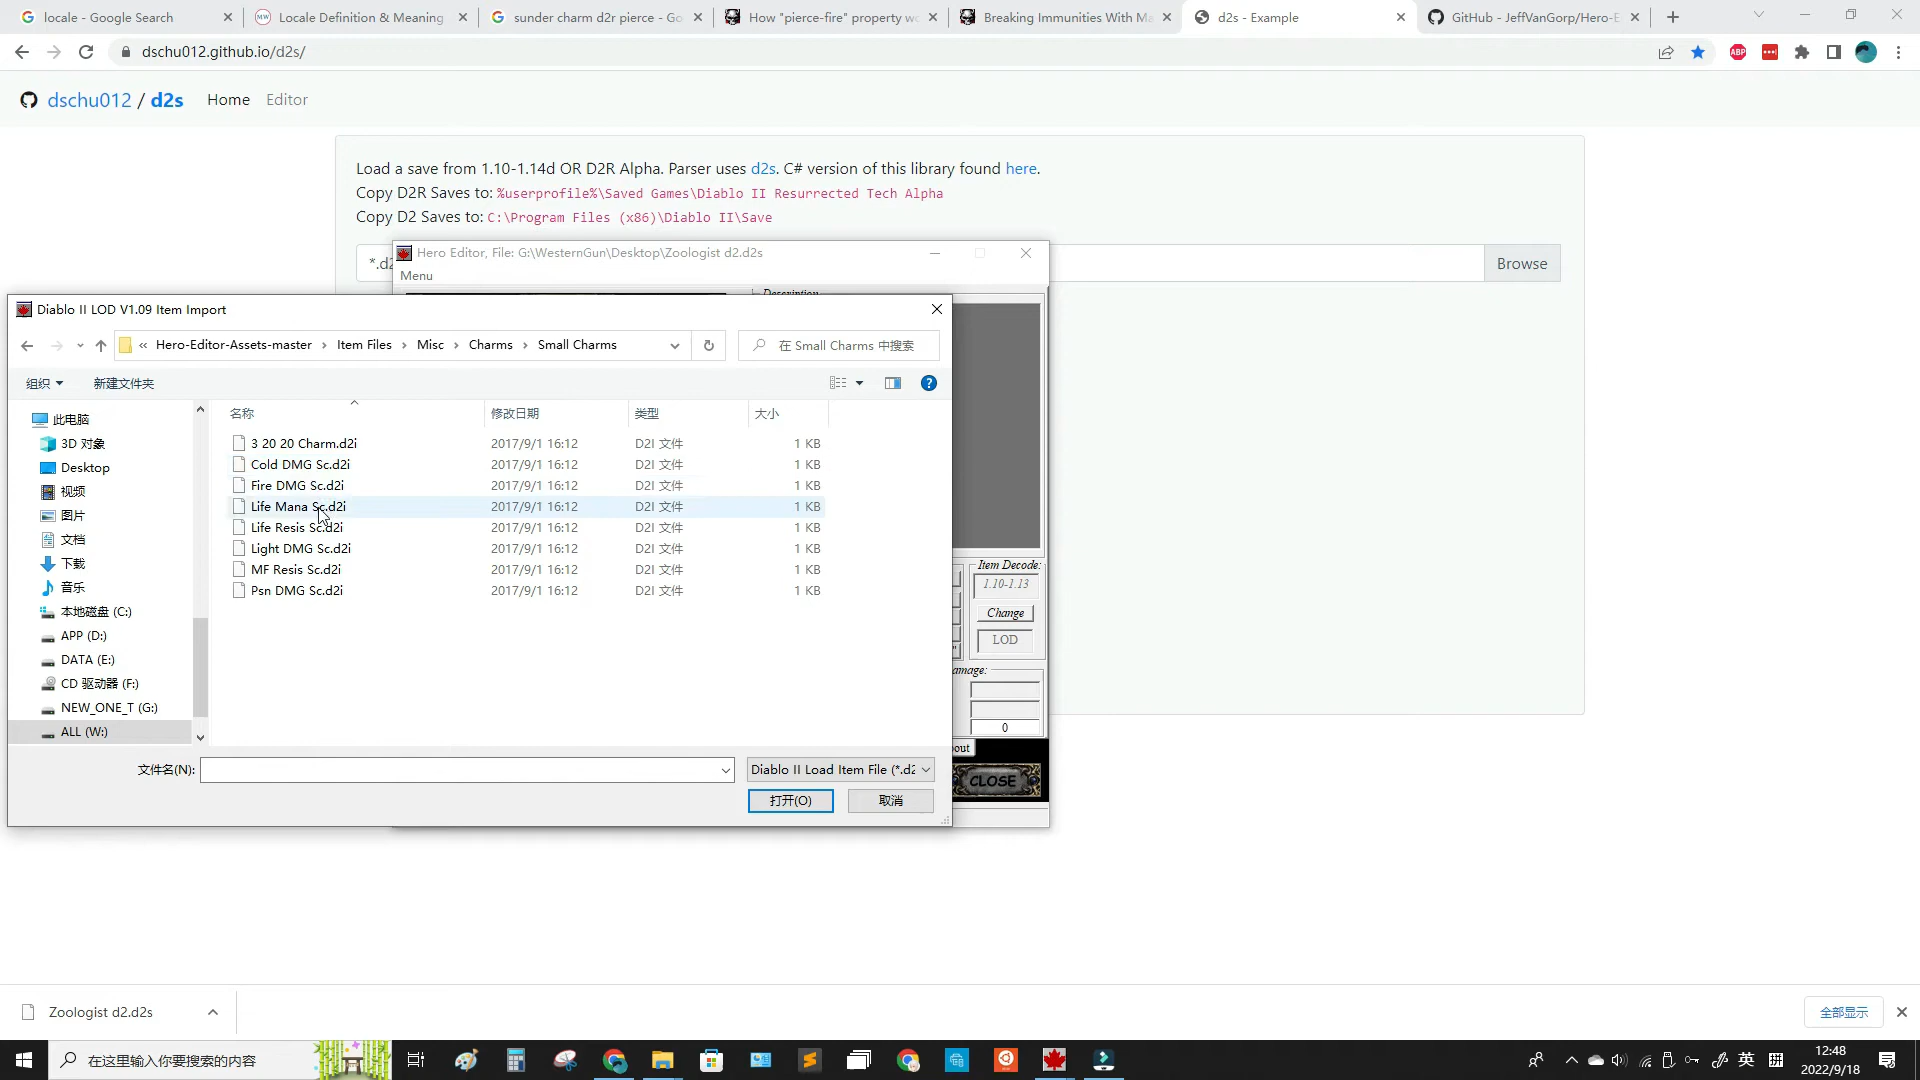 locale - Google Search
Locale Definition & Meaning
sunder charm d2r pierce - Go
How "pierce-fire" property wo
Breaking Immunities With Ma
d2s - Example
GitHub - JeffVanGorp/Hero-E
dschu012.github.io/d2s/
ABP
dschu012 / d2s Home Editor
Load a save from 1.10-1.14d OR D2R Alpha. Parser uses d2s. C# version of this library found here.
Copy D2R Saves to: %userprofile%\Saved Games\Diablo II Resurrected Tech Alpha
Copy D2 Saves to: C:\Program Files (x86)\Diablo II\Save
*.d2
Browse
Hero Editor, File: G:\WesternGun\Desktop\Zoologist d2.d2s
Menu
Description
Diablo II LOD V1.09 Item Import
« Hero-Editor-Assets-master › Item Files › Misc › Charms › Small Charms
在 Small Charms 中搜索
组织 新建文件夹
名称 修改日期 类型 大小
此电脑
3D 对象
Desktop
视频
图片
文档
下载
音乐
本地磁盘 (C:)
APP (D:)
DATA (E:)
CD 驱动器 (F:)
NEW_ONE_T (G:)
ALL (W:)
3 20 20 Charm.d2i 2017/9/1 16:12 D2I 文件 1 KB
Cold DMG Sc.d2i 2017/9/1 16:12 D2I 文件 1 KB
Fire DMG Sc.d2i 2017/9/1 16:12 D2I 文件 1 KB
Life Mana Sc.d2i 2017/9/1 16:12 D2I 文件 1 KB
Life Resis Sc.d2i 2017/9/1 16:12 D2I 文件 1 KB
Light DMG Sc.d2i 2017/9/1 16:12 D2I 文件 1 KB
MF Resis Sc.d2i 2017/9/1 16:12 D2I 文件 1 KB
Psn DMG Sc.d2i 2017/9/1 16:12 D2I 文件 1 KB
文件名(N):
Diablo II Load Item File (*.d2
打开(O) 取消
Item Decode:
1.10-1.13
Change
LOD
amage:
0
out
CLOSE
Zoologist d2.d2s
全部显示
在这里输入你要搜索的内容
英
12:48
2022/9/18